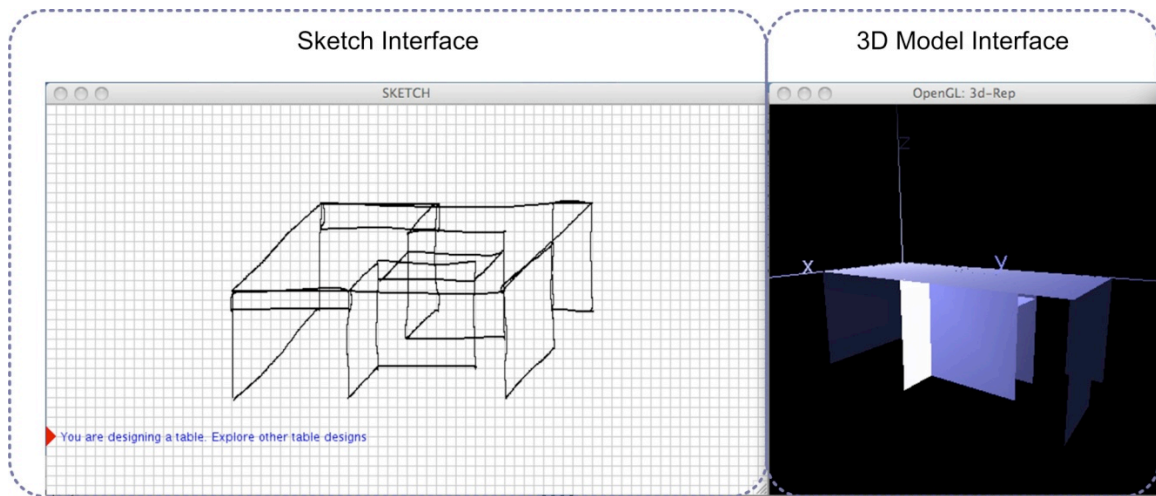 Sketch Interface
3D Model Interface
SKETCH
OpenGL: 3d-Rep
Z
X
Y
You are designing a table. Explore other table designs